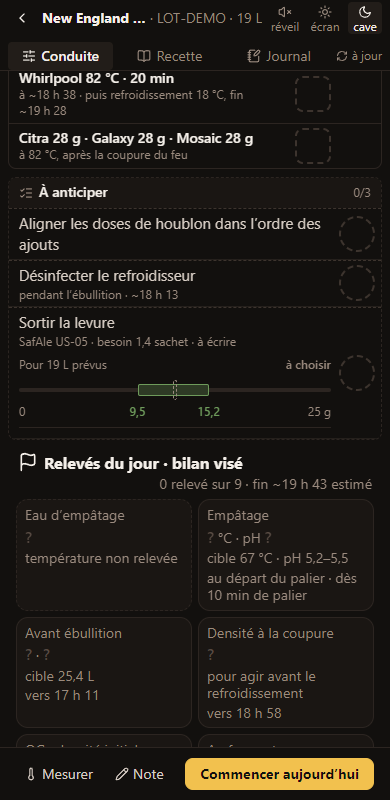 New England ... · LOT-DEMO · 19 L
réveil
écran
cave
Conduite
Recette
Journal
à jour
Whirlpool 82 °C · 20 min
à ~18 h 38 · puis refroidissement 18 °C, fin
~19 h 28
Citra 28 g · Galaxy 28 g · Mosaic 28 g
à 82 °C, après la coupure du feu
À anticiper
0/3
Aligner les doses de houblon dans l'ordre des
ajouts
Désinfecter le refroidisseur
pendant l'ébullition · ~18 h 13
Sortir la levure
SafAle US-05 · besoin 1,4 sachet · à écrire
Pour 19 L prévus
à choisir
0
9,5
15,2
25 g
Relevés du jour · bilan visé
0 relevé sur 9 · fin ~19 h 43 estimé
Eau d'empâtage
?
température non relevée
Empâtage
? °C · pH ?
cible 67 °C · pH 5,2–5,5
au départ du palier · dès
10 min de palier
Avant ébullition
? · ?
cible 25,4 L
vers 17 h 11
Densité à la coupure
?
pour agir avant le
refroidissement
vers 18 h 58
Mesurer
Note
Commencer aujourd'hui